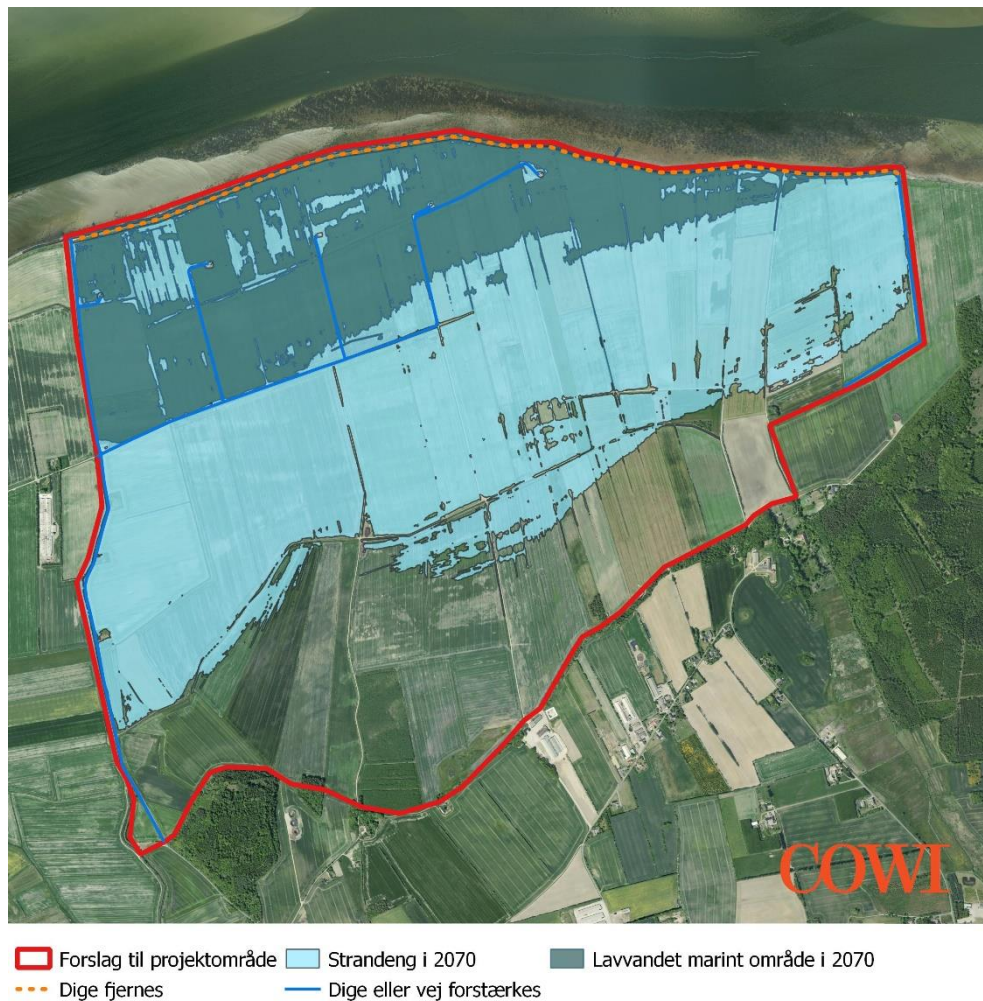 COWI
Forslag til projektområde Strandeng i 2070 Lavvandet marint område i 2070
Dige fjernes Dige eller vej forstærkes